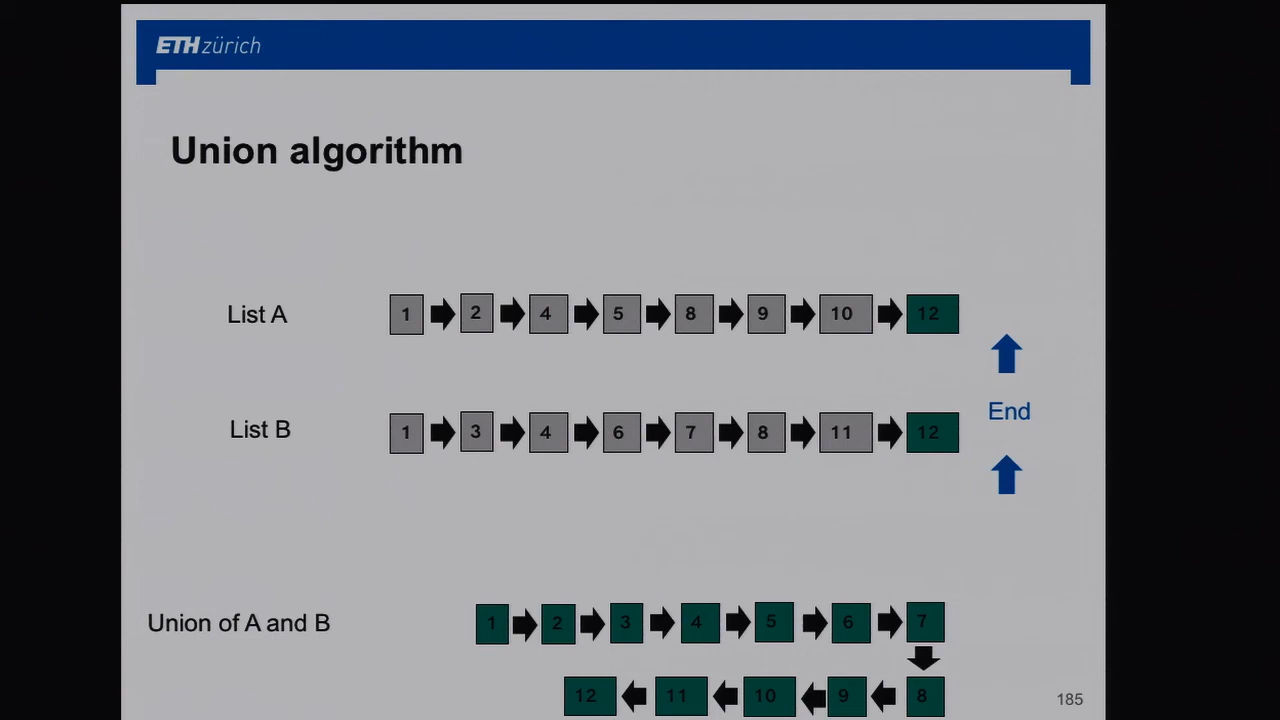 ETH zürich
Union algorithm
List A 1 2 4 5 8 9 10 12
End
List B 1 3 4 6 7 8 11 12
Union of A and B 1 2 3 4 5 6 7
12 11 10 9 8
185